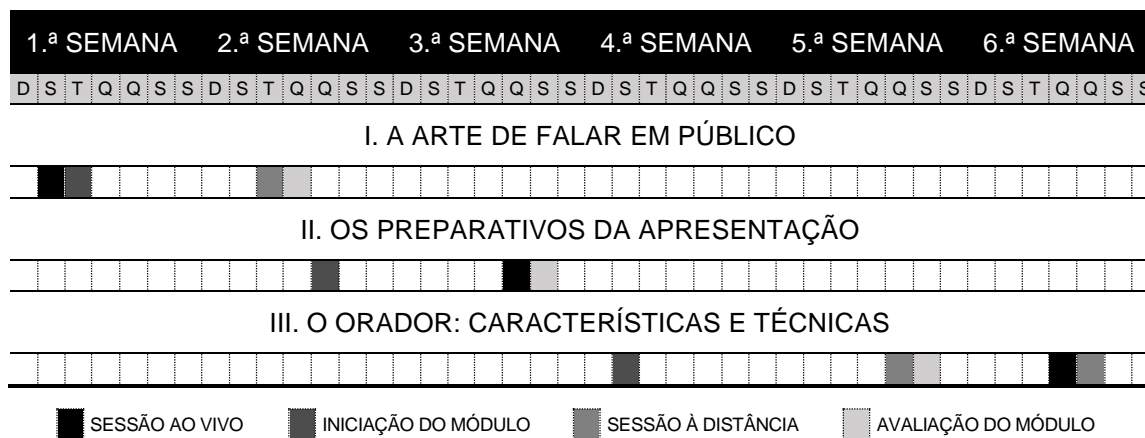 1.ª SEMANA 2.ª SEMANA 3.ª SEMANA 4.ª SEMANA 5.ª SEMANA 6.ª SEMANA
D S T Q Q S S D S T Q Q S S D S T Q Q S S D S T Q Q S S D S T Q Q S S D S T Q Q S S
I. A ARTE DE FALAR EM PÚBLICO
II. OS PREPARATIVOS DA APRESENTAÇÃO
III. O ORADOR: CARACTERÍSTICAS E TÉCNICAS
SESSÃO AO VIVO INICIAÇÃO DO MÓDULO SESSÃO À DISTÂNCIA AVALIAÇÃO DO MÓDULO